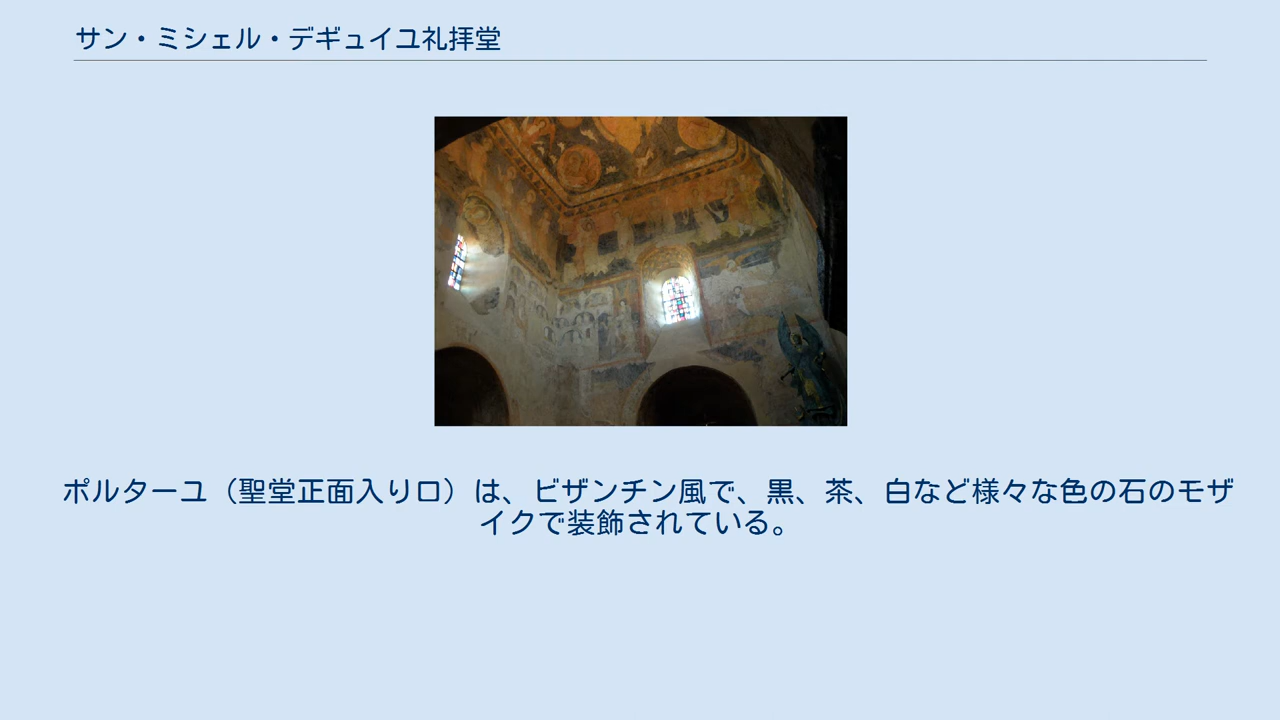 サン・ミシェル・デギュイユ礼拝堂
ポルターユ（聖堂正面入り口）は、ビザンチン風で、黒、茶、白など様々な色の石のモザ
イクで装飾されている。